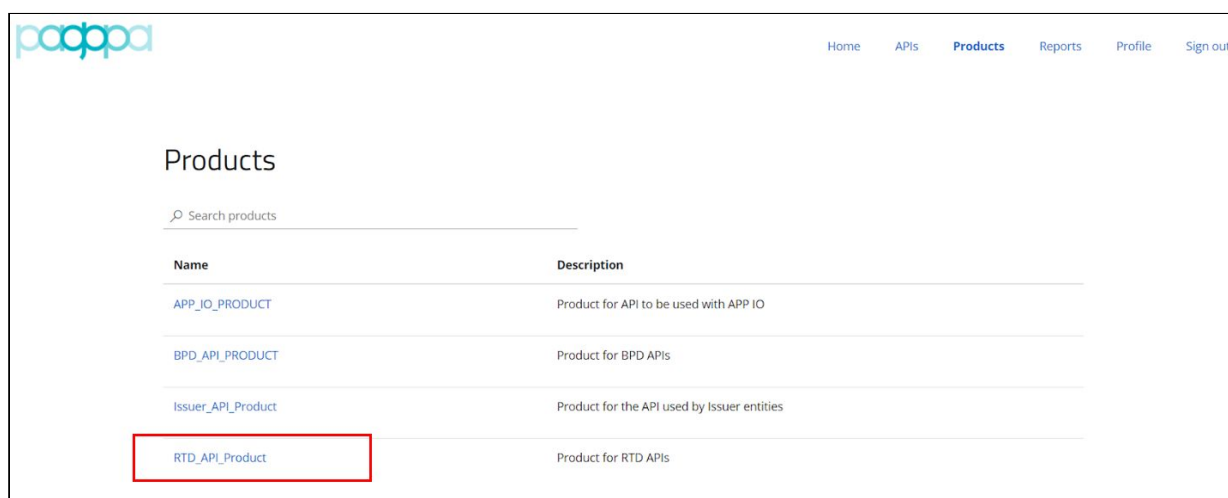 pagopa
Home APIs Products Reports Profile Sign out
Products
Search products
Name Description
APP_IO_PRODUCT Product for API to be used with APP IO
BPD_API_PRODUCT Product for BPD APIs
Issuer_API_Product Product for the API used by Issuer entities
RTD_API_Product Product for RTD APIs